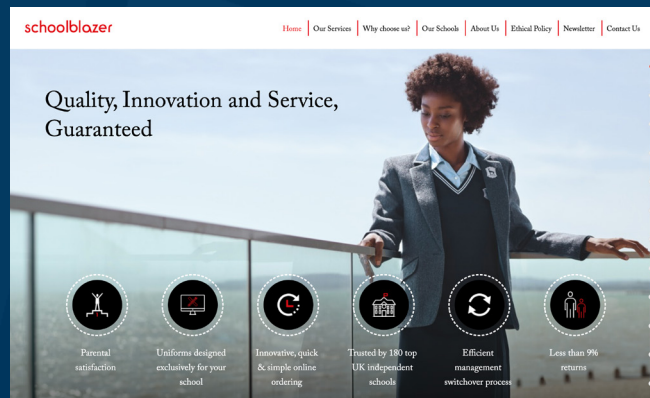 schoolblazer
Home
Our Services
Why choose us?
Our Schools
About Us
Ethical Policy
Newsletter
Contact Us
Quality, Innovation and Service,
Guaranteed
Parental
satisfaction
Uniforms designed
exclusively for your
school
Innovative, quick
& simple online
ordering
Trusted by 180 top
UK independent
schools
Efficient
management
switchover process
Less than 9%
returns